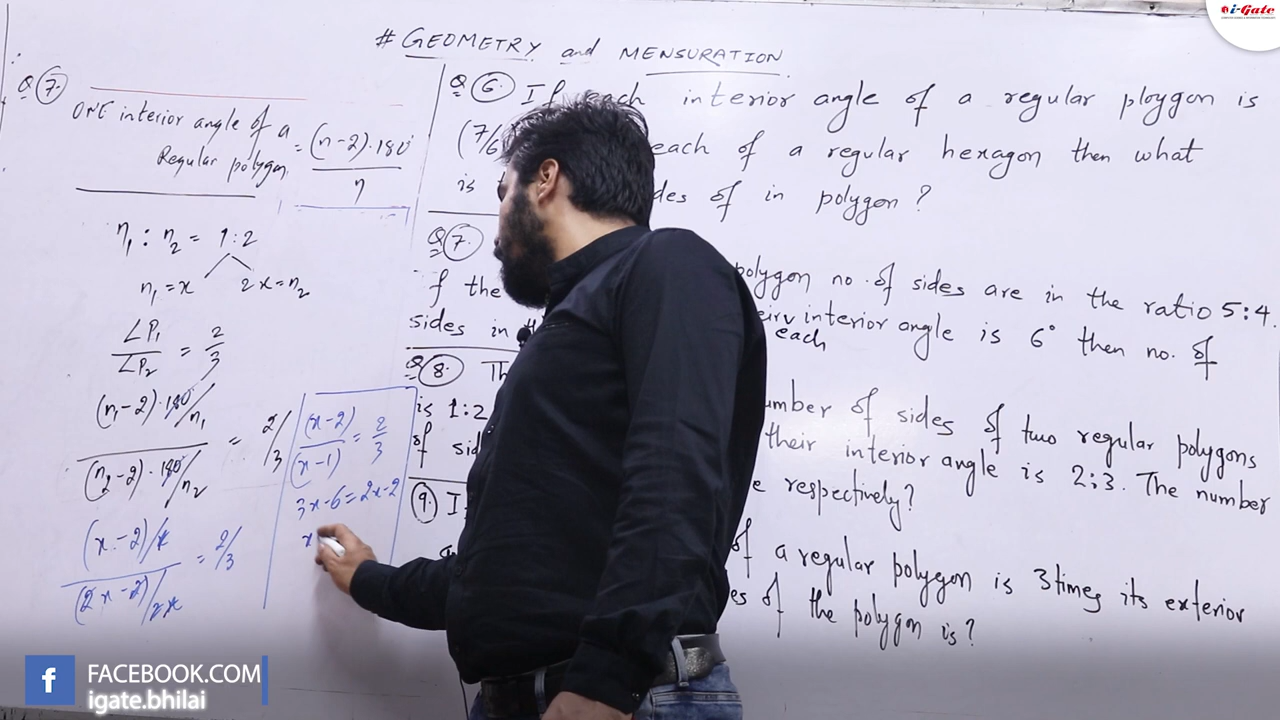 # GEOMETRY and MENSURATION
i-Gate
Q 7.
ONE interior angle of a
Regular polygon = (n-2)·180°
n
n₁ : n₂ = 1:2
n₁ = x 2x = n₂
∠P₁
∠P₂ = 2/3
(n₁-2)·180°/n₁
(n₂-2)·180°/n₂ = 2/3
(x-2)/x
(2x-2)/2x = 2/3
(x-2)
(x-1) = 2/3
3x-6 = 2x-2
x
Q 6. If each interior angle of a regular ploygon is
(7/6 each of a regular hexagon then what
is des of in polygon ?
Q 7.
f the polygon no. of sides are in the ratio 5:4.
sides in interior angle is 6° then no. of
each
Q 8. Th
is 1:2 umber of sides of two regular polygons
of sid their interior angle is 2:3. The number
e respectively?
9. I of a regular polygon is 3 times its exterior
es of the polygon is?
f
FACEBOOK.COM
igate.bhilai